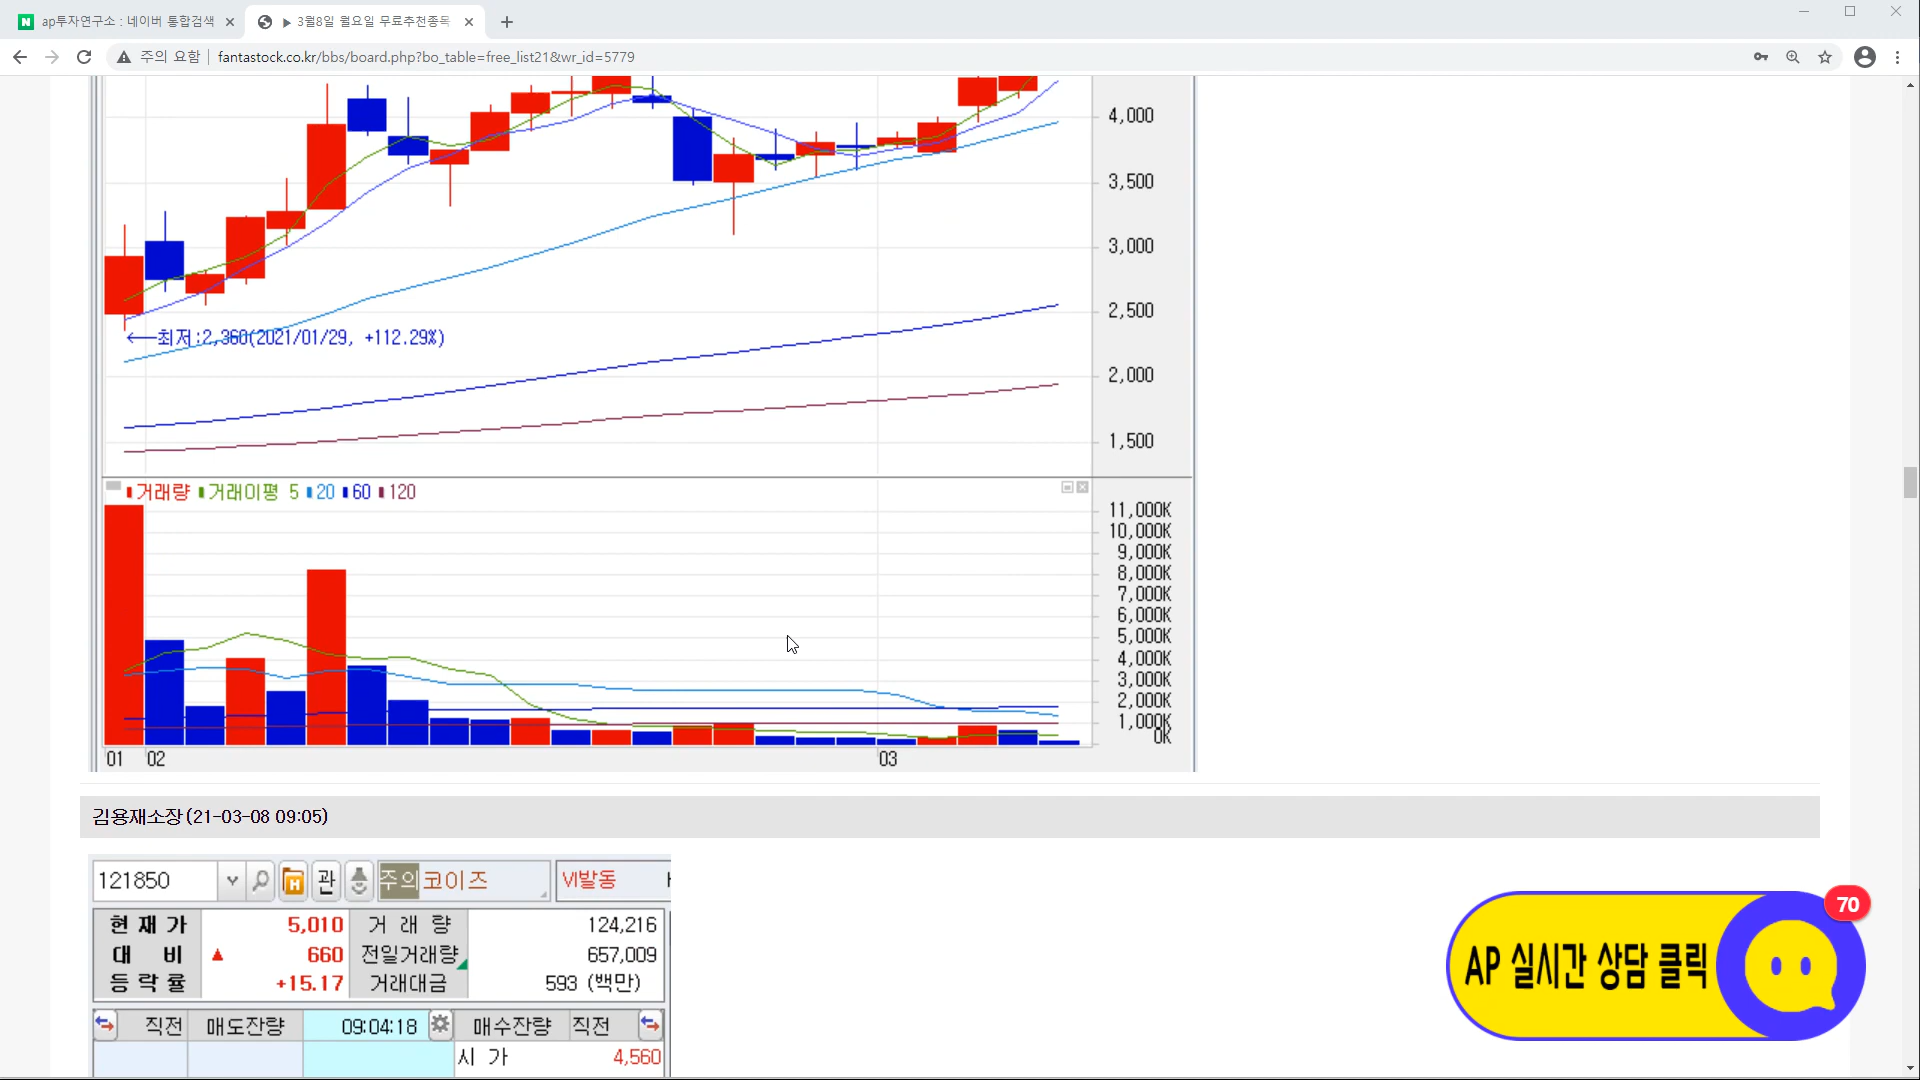 ap투자연구소 : 네이버 통합검색
▶ 3월8일 월요일 무료추천종목
주의 요함
fantastock.co.kr/bbs/board.php?bo_table=free_list21&wr_id=5779
4,000
3,500
3,000
2,500
←최저:2,360(2021/01/29, +112.29%)
2,000
1,500
거래량 거래이평 5 20 60 120
11,000K
10,000K
9,000K
8,000K
7,000K
6,000K
5,000K
4,000K
3,000K
2,000K
1,000K
0K
01 02 03
김용재소장 (21-03-08 09:05)
121850 관 주의 코이즈 VI발동
현재가 5,010 거래량 124,216
대비 ▲ 660 전일거래량 657,009
등락률 +15.17 거래대금 593 (백만)
직전 매도잔량 09:04:18 매수잔량 직전
시가 4,560
70
AP 실시간 상담 클릭